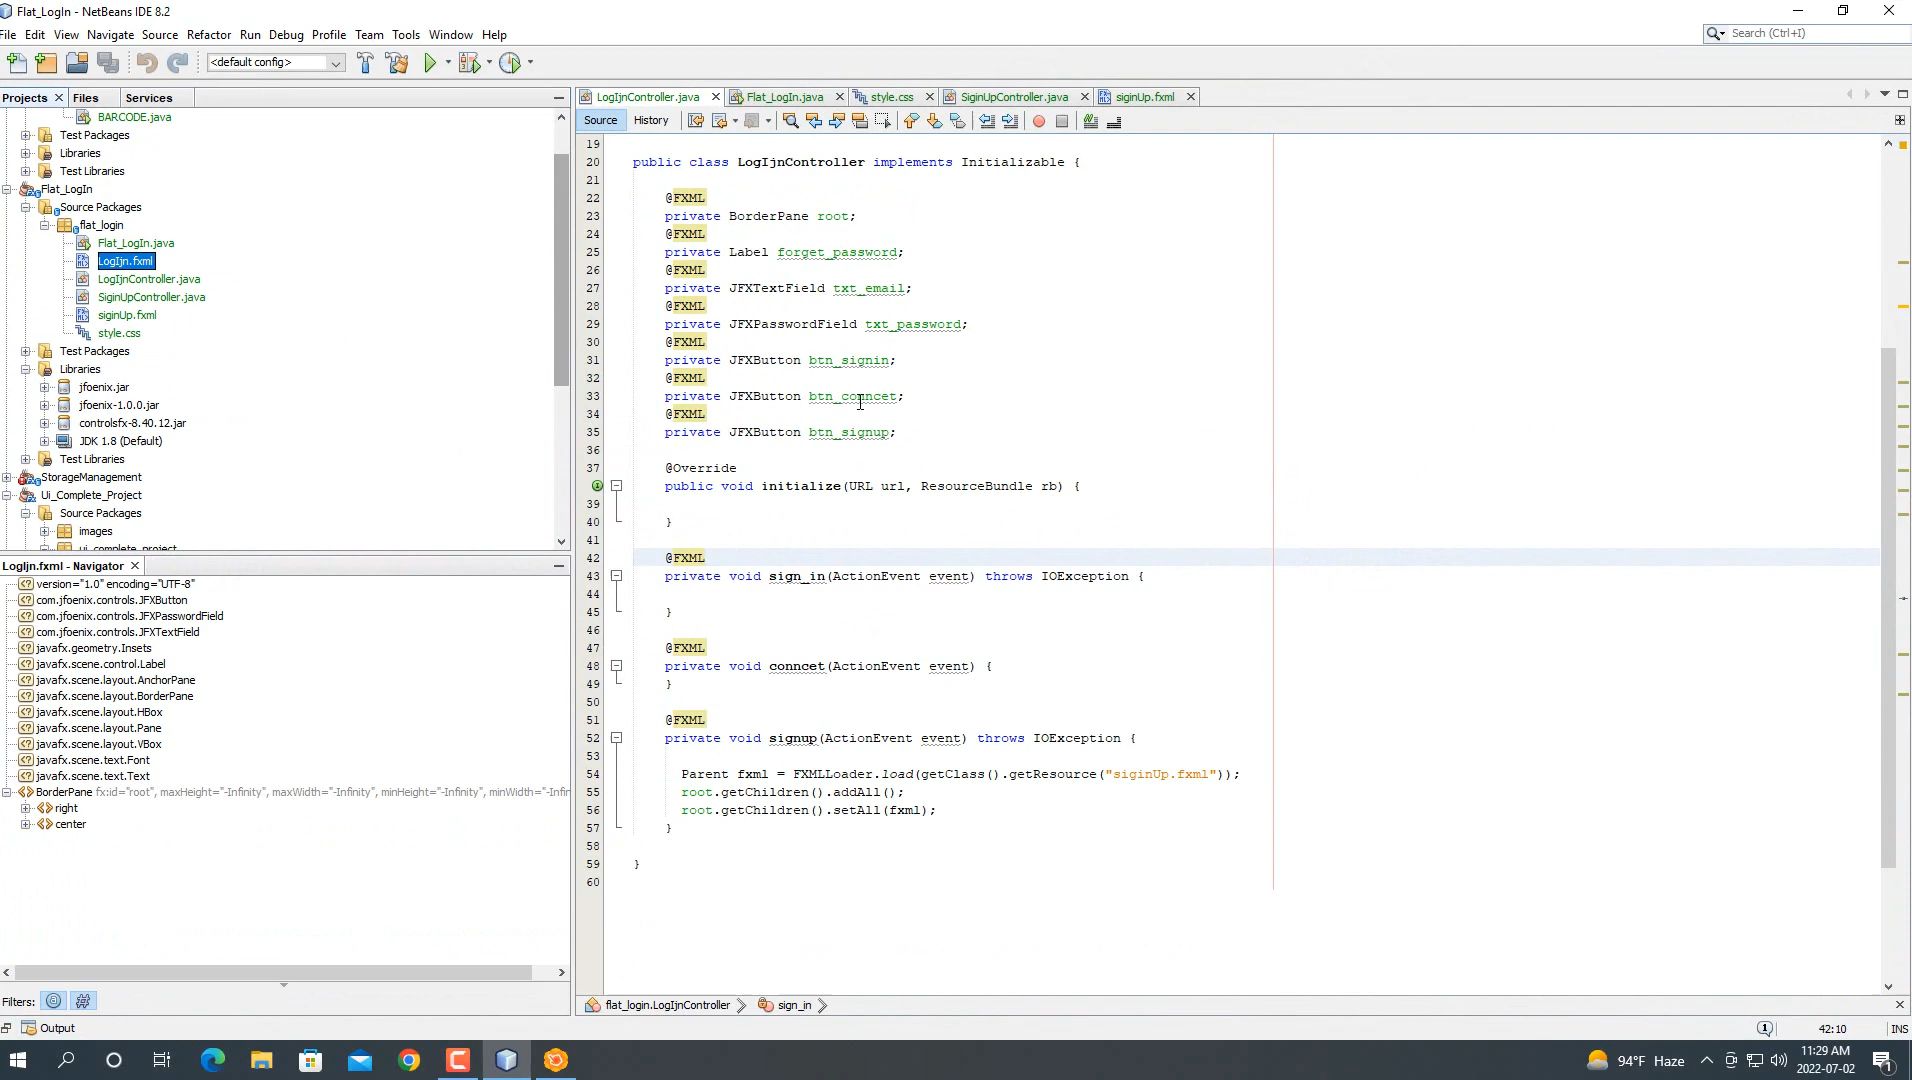 Flat_LogIn - NetBeans IDE 8.2
File Edit View Navigate Source Refactor Run Debug Profile Team Tools Window Help
Search (Ctrl+I)
<default config>
Projects Files Services
BARCODE.java
Test Packages
Libraries
Test Libraries
Flat_LogIn
Source Packages
flat_login
Flat_LogIn.java
LogIjn.fxml
LogIjnController.java
SiginUpController.java
siginUp.fxml
style.css
Test Packages
Libraries
jfoenix.jar
jfoenix-1.0.0.jar
controlsfx-8.40.12.jar
JDK 1.8 (Default)
Test Libraries
StorageManagement
Ui_Complete_Project
Source Packages
images
ui_complete_project
LogIjn.fxml - Navigator
version="1.0" encoding="UTF-8"
com.jfoenix.controls.JFXButton
com.jfoenix.controls.JFXPasswordField
com.jfoenix.controls.JFXTextField
javafx.geometry.Insets
javafx.scene.control.Label
javafx.scene.layout.AnchorPane
javafx.scene.layout.BorderPane
javafx.scene.layout.HBox
javafx.scene.layout.Pane
javafx.scene.layout.VBox
javafx.scene.text.Font
javafx.scene.text.Text
BorderPane fx:id="root", maxHeight="-Infinity", maxWidth="-Infinity", minHeight="-Infinity", minWidth="-Infin
right
center
Filters:
Output
LogIjnController.java Flat_LogIn.java style.css SiginUpController.java siginUp.fxml
Source History
19
20 public class LogIjnController implements Initializable {
21
22 @FXML
23 private BorderPane root;
24 @FXML
25 private Label forget_password;
26 @FXML
27 private JFXTextField txt_email;
28 @FXML
29 private JFXPasswordField txt_password;
30 @FXML
31 private JFXButton btn_signin;
32 @FXML
33 private JFXButton btn_conncet;
34 @FXML
35 private JFXButton btn_signup;
36
37 @Override
38 public void initialize(URL url, ResourceBundle rb) {
39
40 }
41
42 @FXML
43 private void sign_in(ActionEvent event) throws IOException {
44
45 }
46
47 @FXML
48 private void conncet(ActionEvent event) {
49 }
50
51 @FXML
52 private void signup(ActionEvent event) throws IOException {
53
54 Parent fxml = FXMLLoader.load(getClass().getResource("siginUp.fxml"));
55 root.getChildren().addAll();
56 root.getChildren().setAll(fxml);
57 }
58
59 }
60
flat_login.LogIjnController sign_in
1 42:10 INS
94°F Haze
11:29 AM
2022-07-02
1